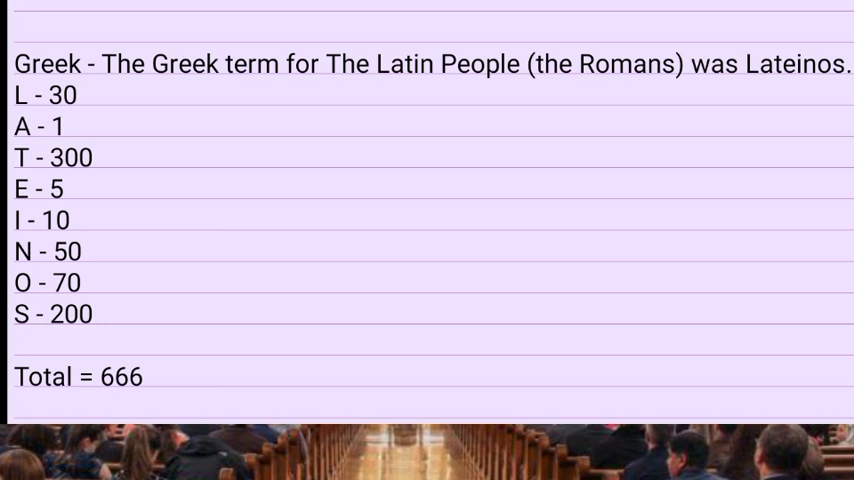 Greek - The Greek term for The Latin People (the Romans) was Lateinos.
L - 30
A - 1
T - 300
E - 5
I - 10
N - 50
O - 70
S - 200
Total = 666